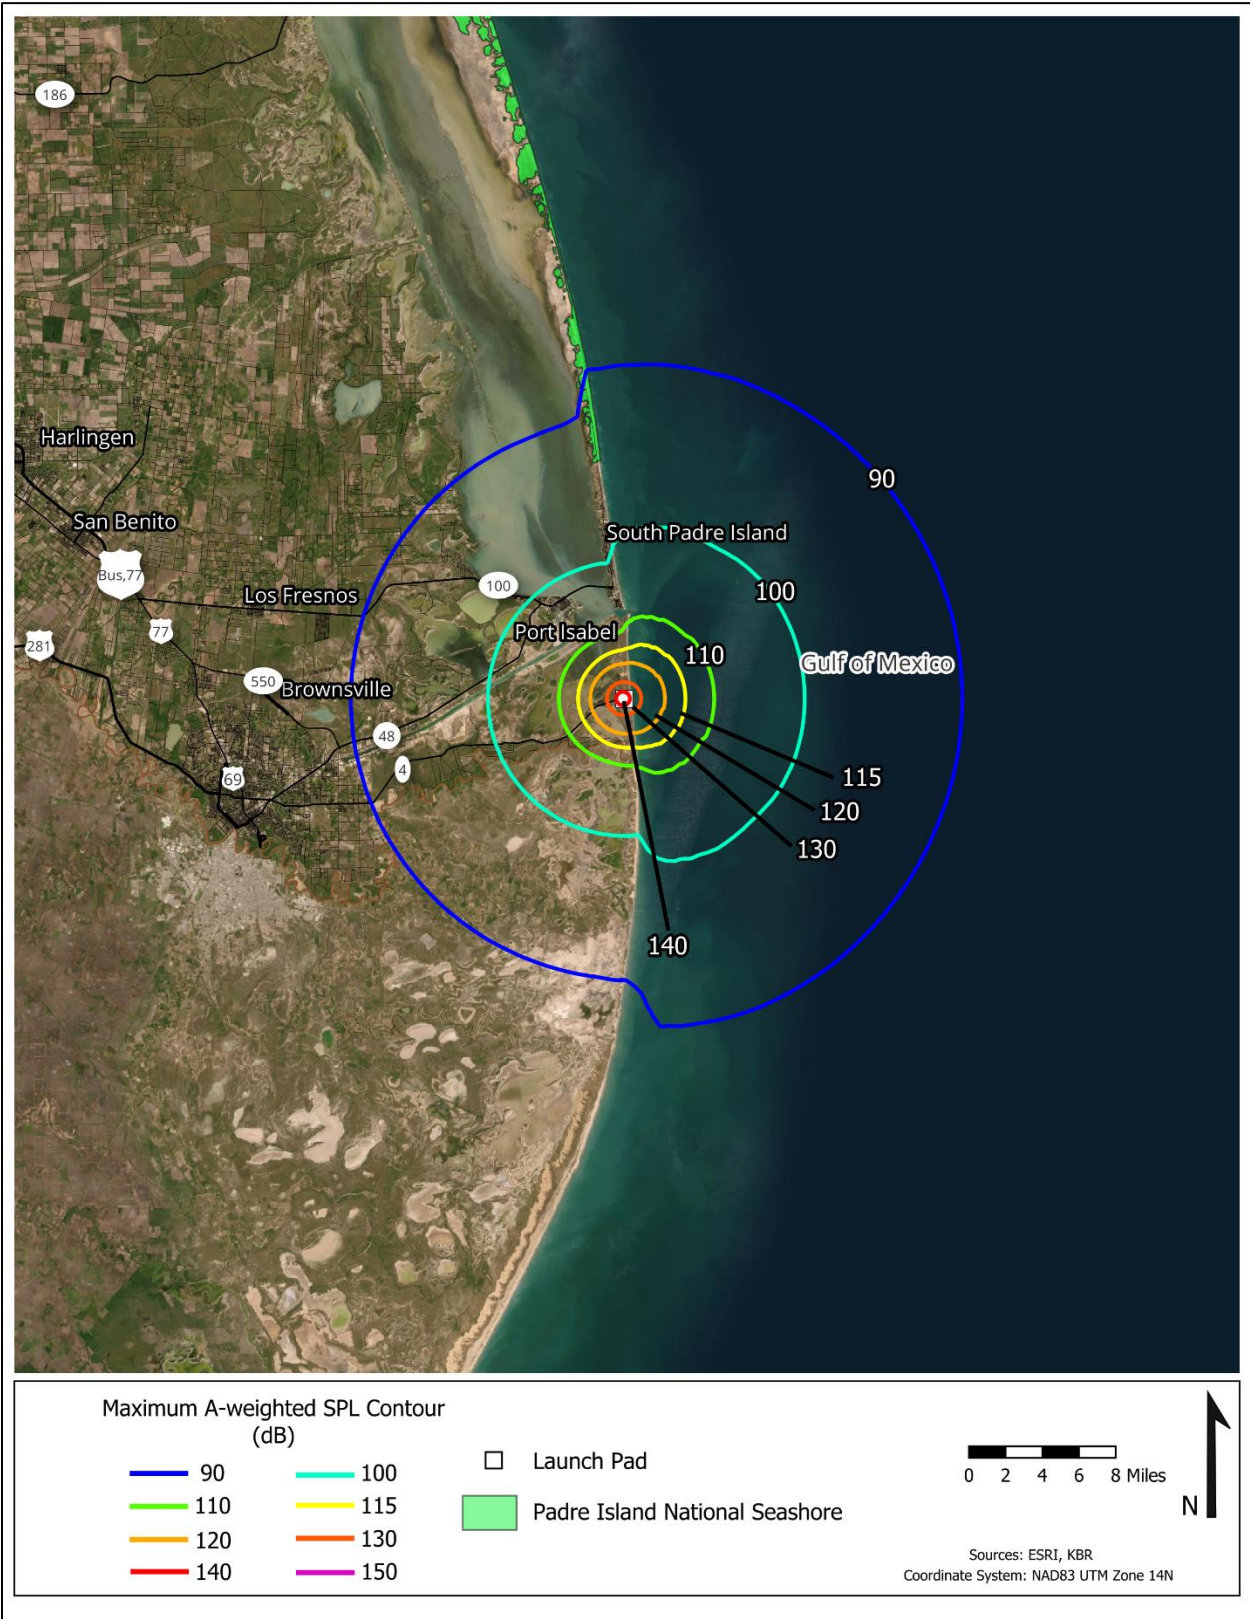 186
Harlingen
San Benito
Bus,77
Los Fresnos
77
281
550
Brownsville
48
4
69
100
Port Isabel
South Padre Island
90
100
110
Gulf of Mexico
115
120
130
140
Maximum A-weighted SPL Contour
(dB)
90
100
110
115
120
130
140
150
Launch Pad
Padre Island National Seashore
0 2 4 6 8 Miles
N
Sources: ESRI, KBR
Coordinate System: NAD83 UTM Zone 14N